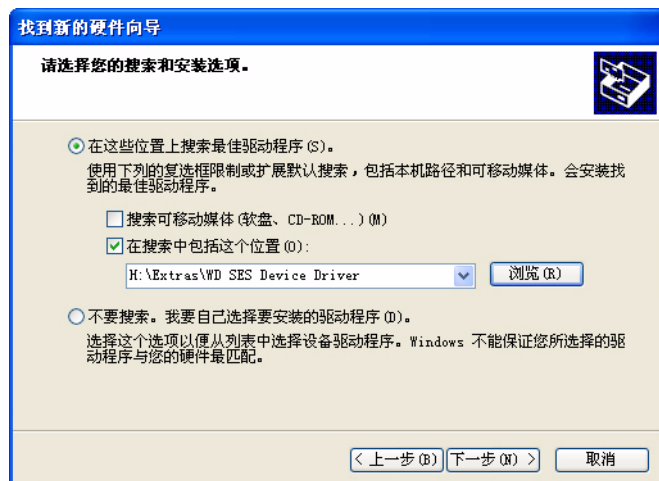 找到新的硬件向导
请选择您的搜索和安装选项。
在这些位置上搜索最佳驱动程序(S)。
使用下列的复选框限制或扩展默认搜索，包括本机路径和可移动媒体。会安装找
到的最佳驱动程序。
搜索可移动媒体(软盘、CD-ROM...)(M)
在搜索中包括这个位置(O):
H:\Extras\WD SES Device Driver
浏览(R)
不要搜索。我要自己选择要安装的驱动程序(D)。
选择这个选项以便从列表中选择设备驱动程序。Windows 不能保证您所选择的驱
动程序与您的硬件最匹配。
< 上一步(B) 下一步(N) > 取消